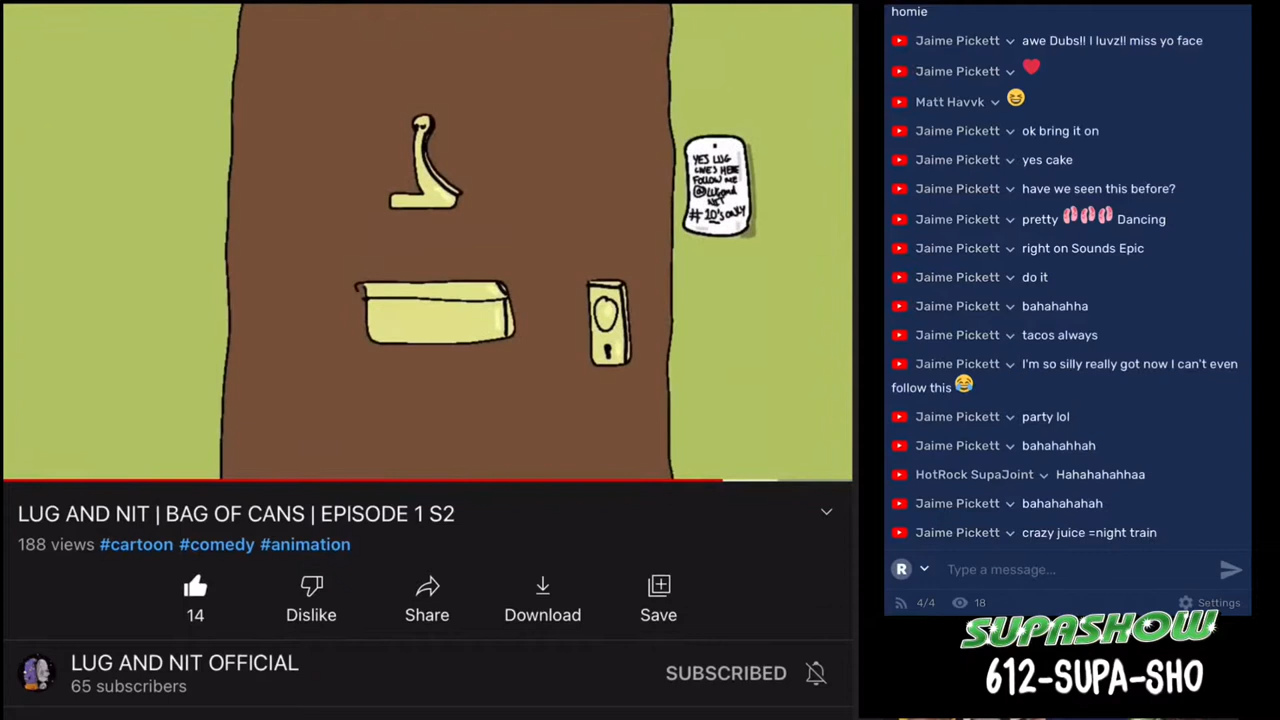 YES LUG
LIVES HERE
FOLLOW ME
@LUGand
NIT
#10's ONLY
LUG AND NIT | BAG OF CANS | EPISODE 1 S2
188 views #cartoon #comedy #animation
14
Dislike
Share
Download
Save
LUG AND NIT OFFICIAL
65 subscribers
SUBSCRIBED
homie
Jaime Pickett awe Dubs!! I luvz!! miss yo face
Jaime Pickett ❤️
Matt Havvk 😆
Jaime Pickett ok bring it on
Jaime Pickett yes cake
Jaime Pickett have we seen this before?
Jaime Pickett pretty Dancing
Jaime Pickett right on Sounds Epic
Jaime Pickett do it
Jaime Pickett bahahahha
Jaime Pickett tacos always
Jaime Pickett I'm so silly really got now I can't even
follow this 😂
Jaime Pickett party lol
Jaime Pickett bahahahhah
HotRock SupaJoint Hahahahahhaa
Jaime Pickett bahahahahah
Jaime Pickett crazy juice =night train
R Type a message...
4/4 18 Settings
SUPASHOW
612-SUPA-SHO